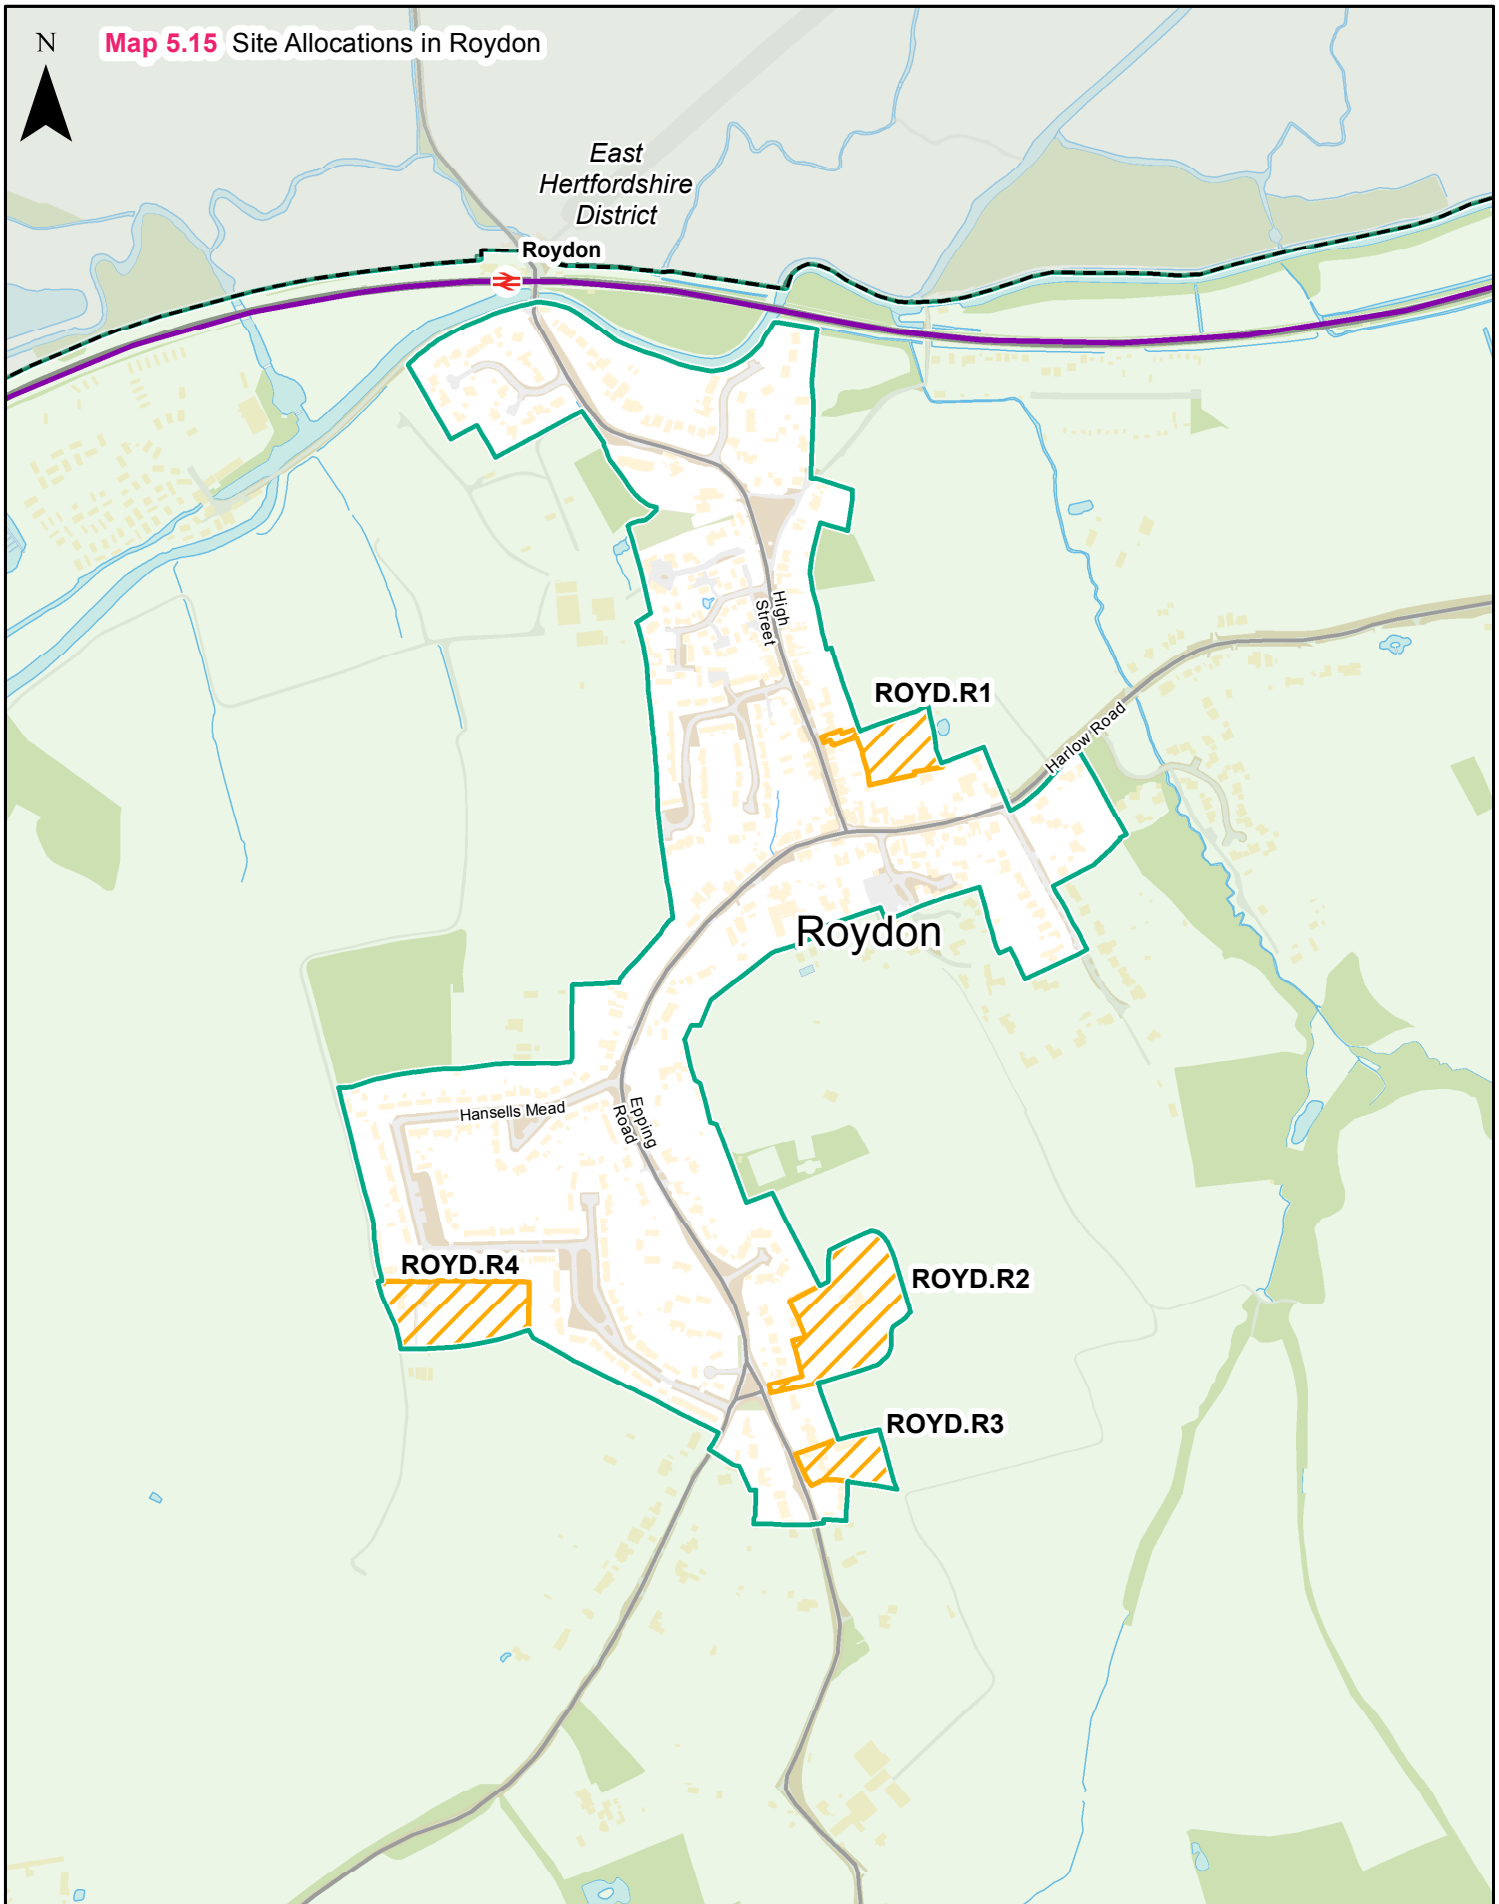 N
Map 5.15 Site Allocations in Roydon
East
Hertfordshire
District
Roydon
High
Street
ROYD.R1
Harlow Road
Roydon
Hansells Mead
Epping
Road
ROYD.R4
ROYD.R2
ROYD.R3